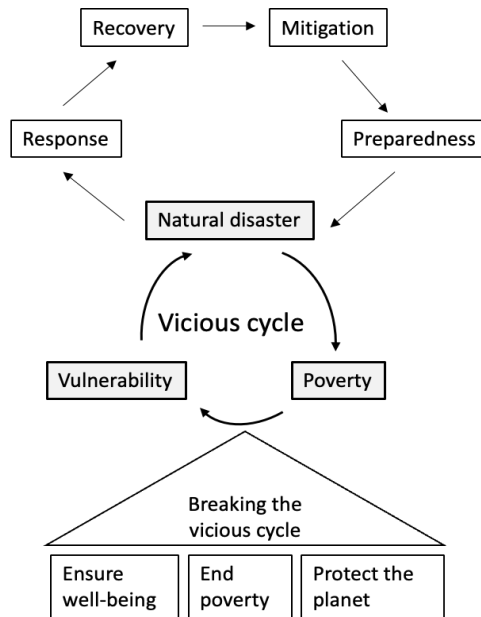 Recovery
Mitigation
Response
Preparedness
Natural disaster
Vicious cycle
Vulnerability
Poverty
Breaking the
vicious cycle
Ensure
well-being
End
poverty
Protect the
planet